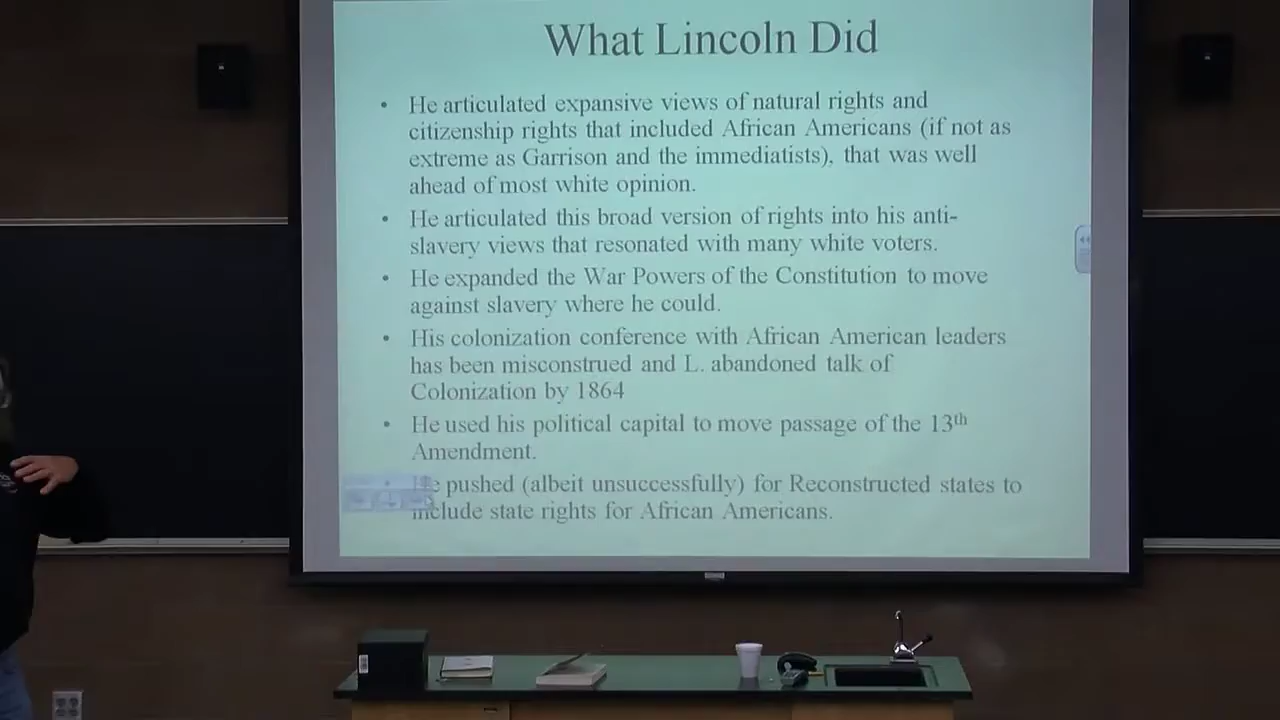 What Lincoln Did
• He articulated expansive views of natural rights and
citizenship rights that included African Americans (if not as
extreme as Garrison and the immediatists), that was well
ahead of most white opinion.
• He articulated this broad version of rights into his anti-
slavery views that resonated with many white voters.
• He expanded the War Powers of the Constitution to move
against slavery where he could.
• His colonization conference with African American leaders
has been misconstrued and L. abandoned talk of
Colonization by 1864
• He used his political capital to move passage of the 13th
Amendment.
He pushed (albeit unsuccessfully) for Reconstructed states to
include state rights for African Americans.